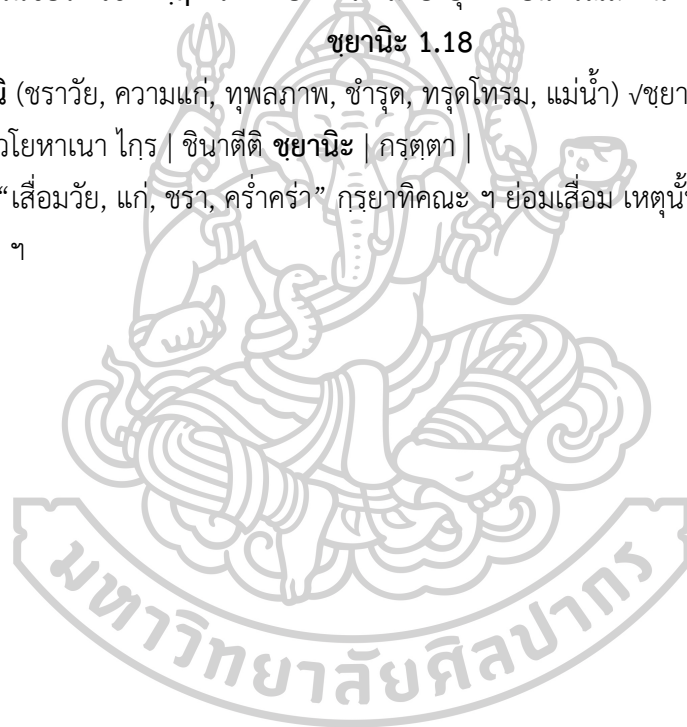 ชฺยานิะ 1.18
นิ (ชราวัย, ความแก่, ทุพลภาพ, ชำรุด, ทรุดโทรม, แม่น้ำ) √ชฺยา
วโยหาเนา ไกฺร | ชินาตีติ ชฺยานิะ | กรฺตฺตา |
“เสื่อมวัย, แก่, ชรา, คร่ำคร่า” กฺรฺยาทิคณะ ฯ ย่อมเสื่อม เหตุนั้น
ฯ
มหาวิทยาลัยศิลปากร